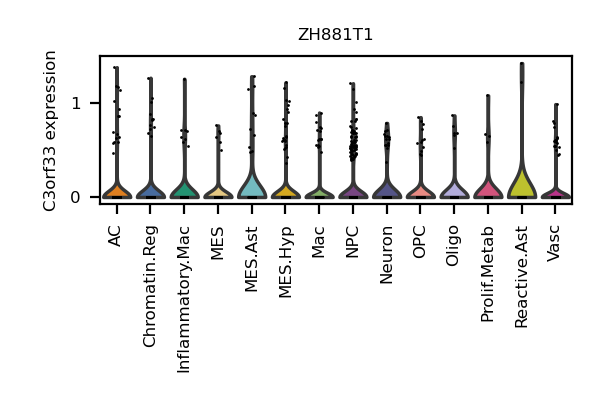 ZH881T1
C3orf33 expression
1
0
AC
Chromatin.Reg
Inflammatory.Mac
MES
MES.Ast
MES.Hyp
Mac
NPC
Neuron
OPC
Oligo
Prolif.Metab
Reactive.Ast
Vasc